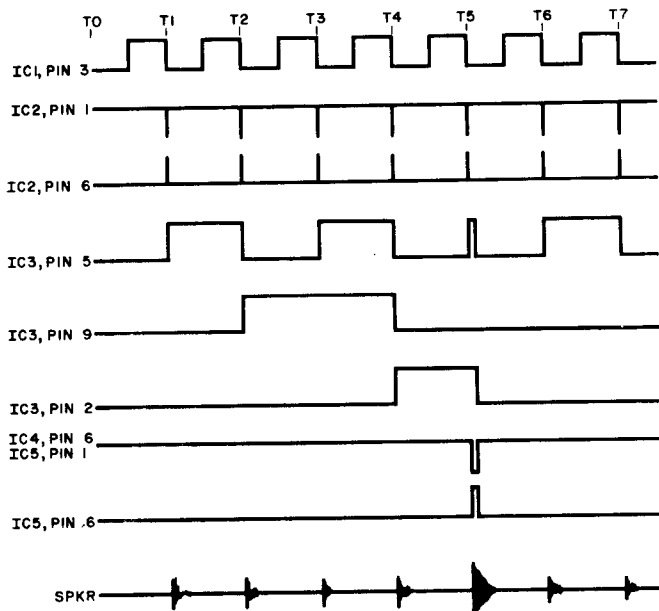 T0 T1 T2 T3 T4 T5 T6 T7
IC1, PIN 3
IC2, PIN 1
IC2, PIN 6
IC3, PIN 5
IC3, PIN 9
IC3, PIN 2
IC4, PIN 6
IC5, PIN 1
IC5, PIN 6
SPKR